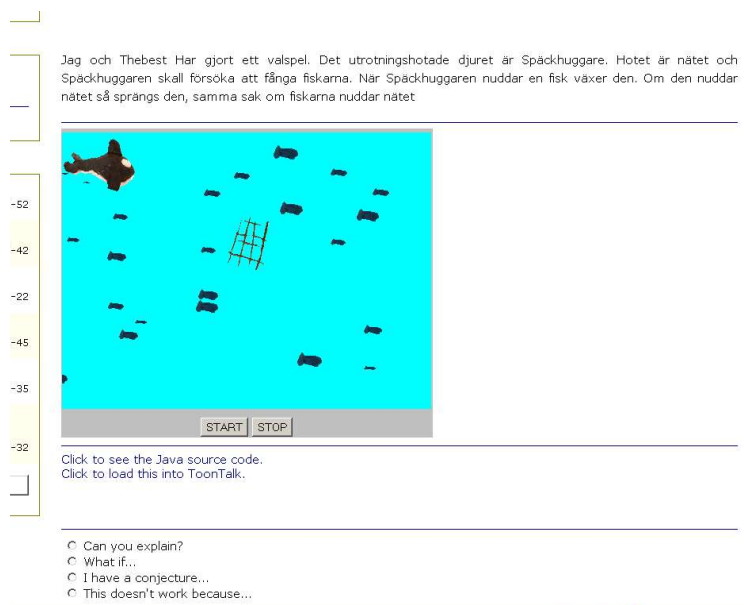 Jag och Thebest Har gjort ett valspel. Det utrotningshotade djuret är Späckhuggare. Hotet är nätet och
Späckhuggaren skall försöka att fånga fiskarna. När Späckhuggaren nuddar en fisk växer den. Om den nuddar
nätet så sprängs den, samma sak om fiskarna nuddar nätet
-52
-42
-22
-45
-35
-32
START STOP
Click to see the Java source code.
Click to load this into ToonTalk.
Can you explain?
What if...
I have a conjecture...
This doesn't work because...